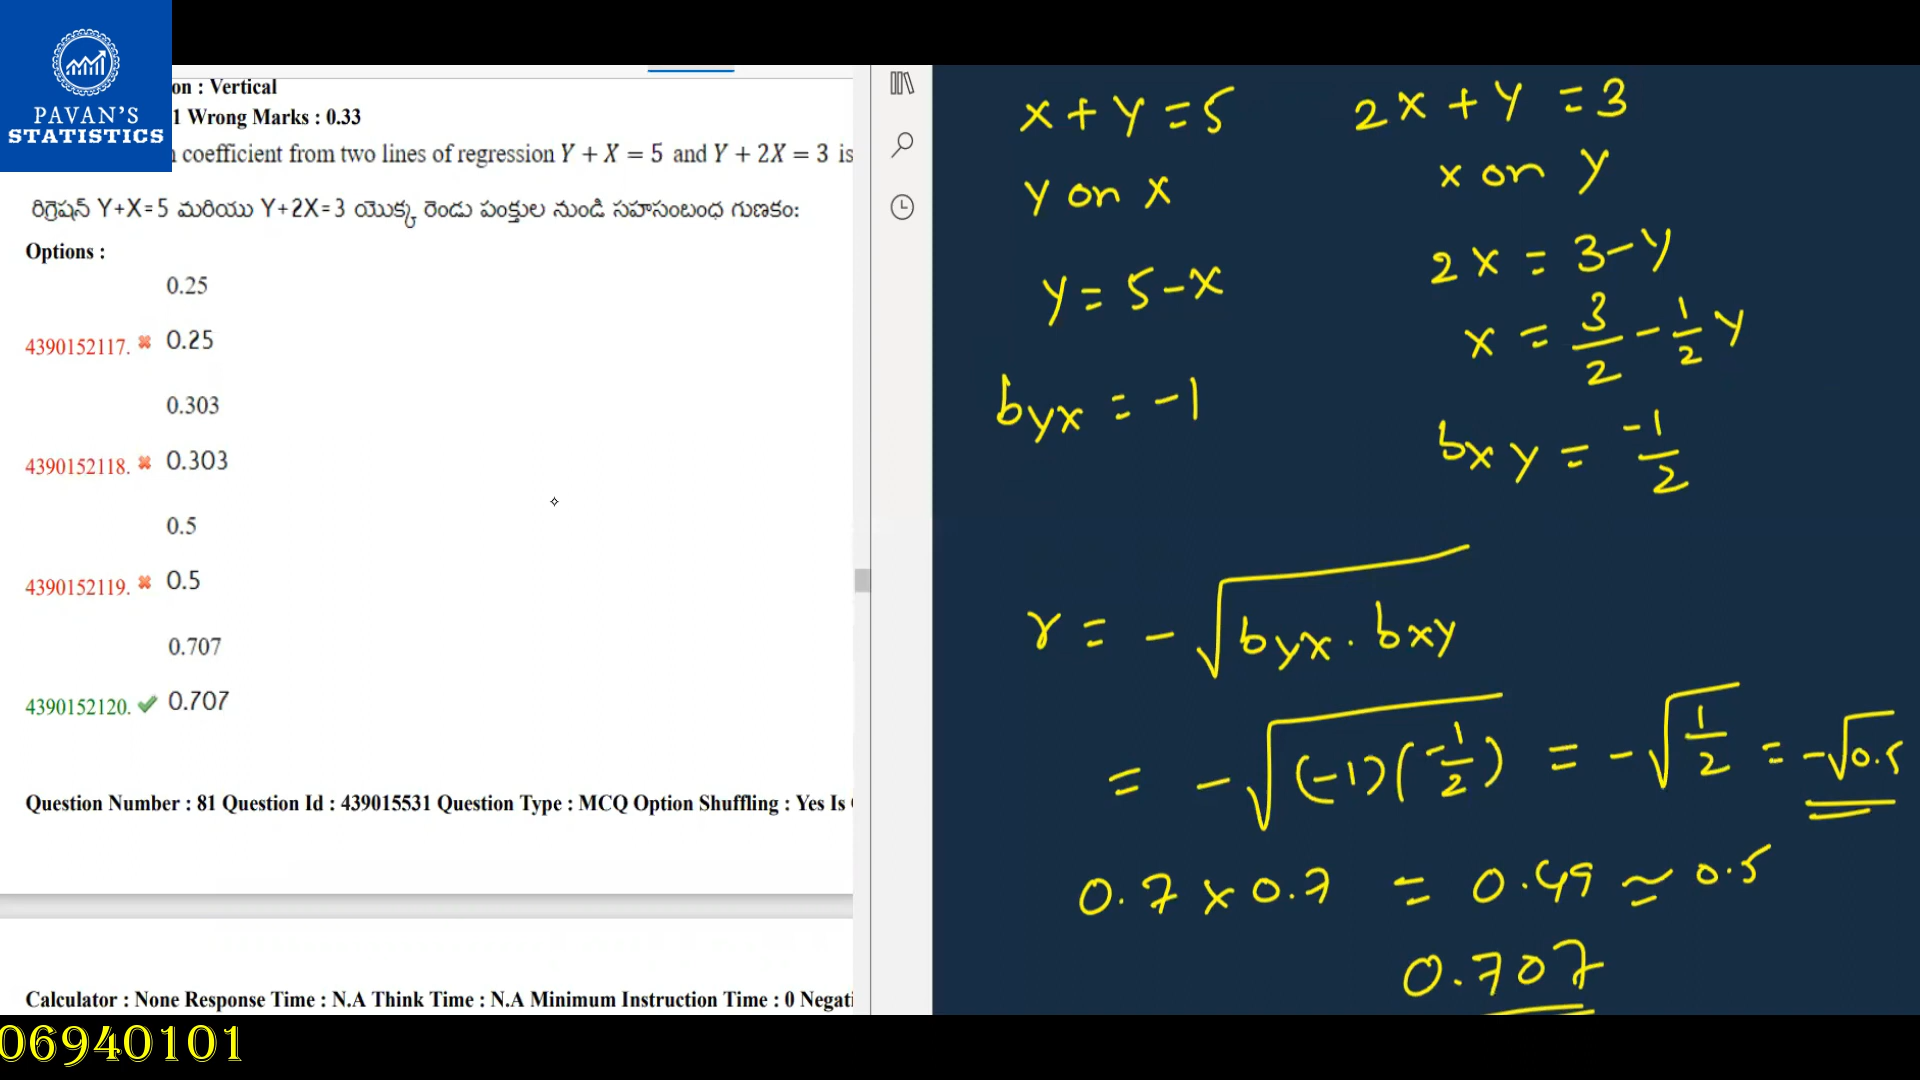 PAVAN'S
STATISTICS
on : Vertical
1 Wrong Marks : 0.33
coefficient from two lines of regression Y + X = 5 and Y + 2X = 3 is
రిగ్రెషన్ Y+X=5 మరియు Y+2X=3 యొక్క రెండు పంక్తుల నుండి సహసంబంధ గుణకం:
Options :
0.25
4390152117. ✖ 0.25
0.303
4390152118. ✖ 0.303
0.5
4390152119. ✖ 0.5
0.707
4390152120. ✔ 0.707
Question Number : 81 Question Id : 439015531 Question Type : MCQ Option Shuffling : Yes Is
Calculator : None Response Time : N.A Think Time : N.A Minimum Instruction Time : 0 Negati
06940101
x + y = 5
y on x
y = 5 - x
byx = -1
2x + y = 3
x on y
2x = 3 - y
x = 3/2 - 1/2 y
bxy = -1/2
r = -√byx . bxy
= -√(-1)(-1/2) = -√1/2 = -√0.5
0.7 x 0.7 = 0.49 ≃ 0.5
0.707